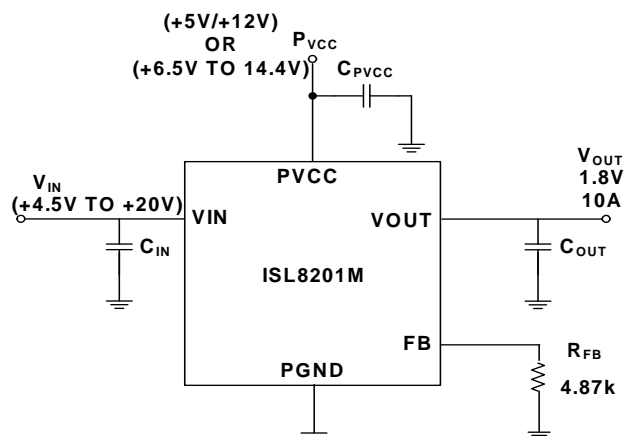 (+5V/+12V)
OR
(+6.5V TO 14.4V)
PVCC
CPVCC
VIN
(+4.5V TO +20V)
CIN
PVCC
VIN
VOUT
ISL8201M
FB
PGND
VOUT
1.8V
10A
COUT
RFB
4.87k